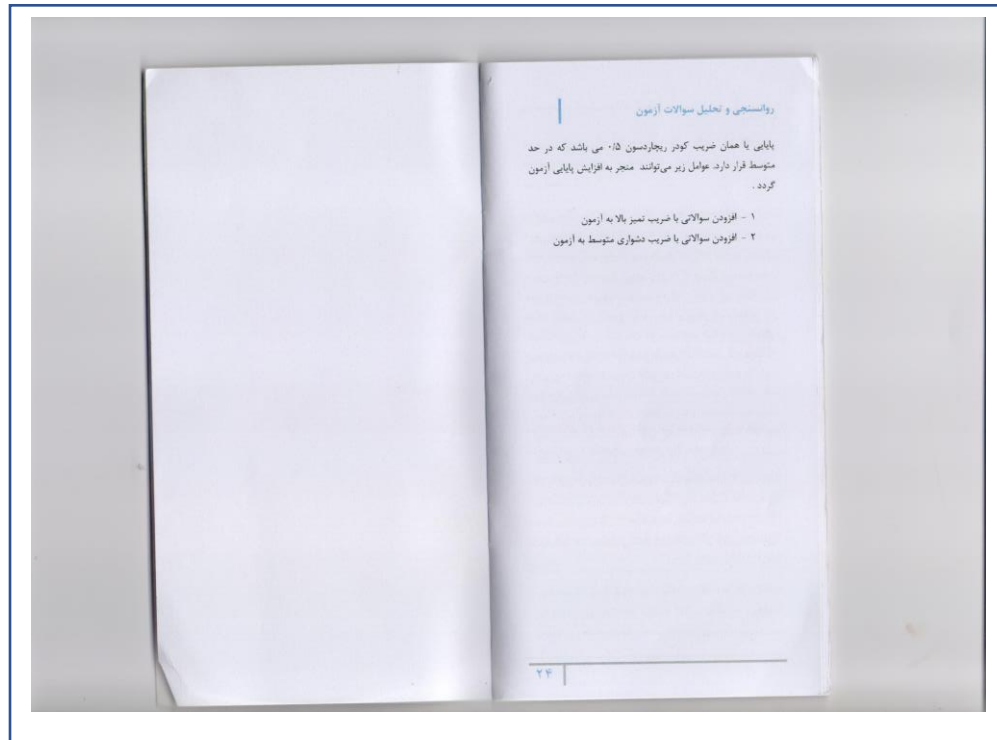 روانسنجی و تحلیل سوالات آزمون
پایایی یا همان ضریب کودر ریچاردسون ۰/۵ می باشد که در حد
متوسط قرار دارد. عوامل زیر می‌توانند منجر به افزایش پایایی آزمون
گردد .
۱ - افزودن سوالاتی با ضریب تمیز بالا به آزمون
۲ - افزودن سوالاتی با ضریب دشواری متوسط به آزمون
۲۴